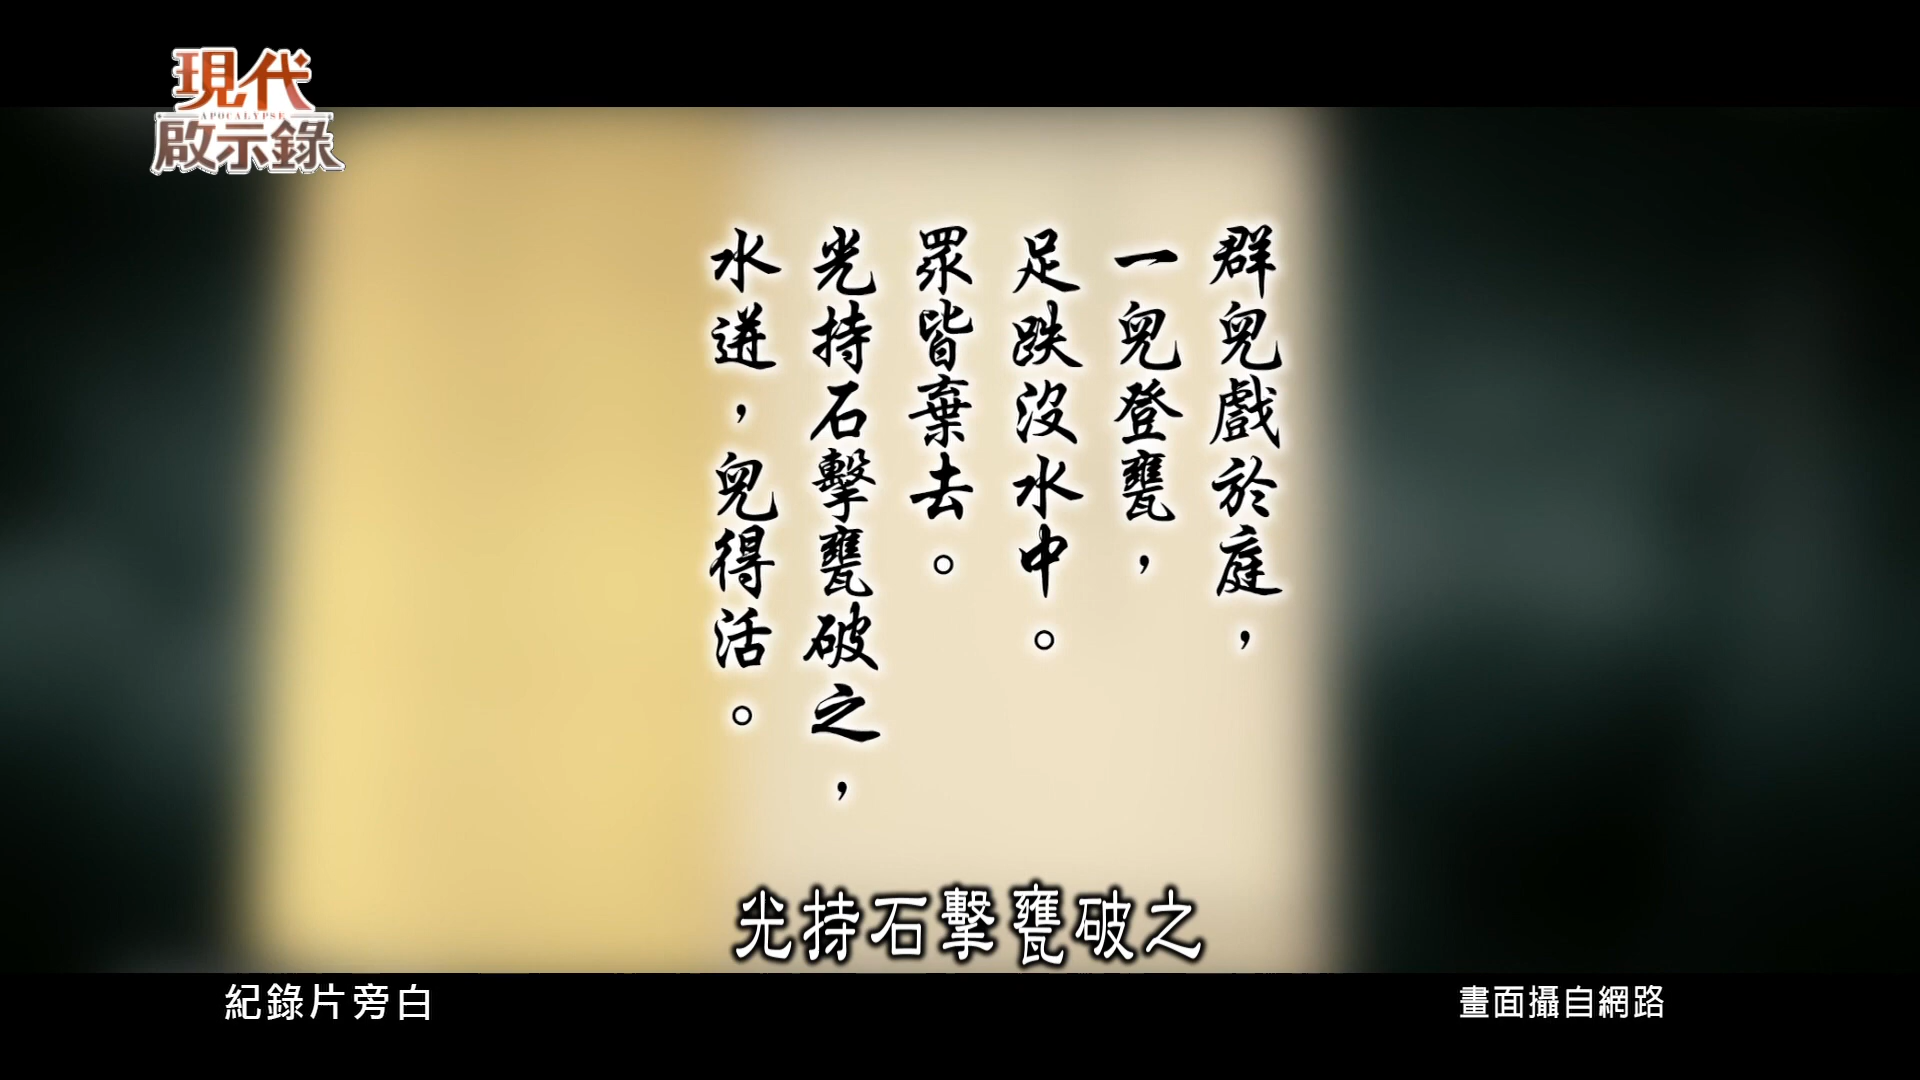 現代
APOCALYPSE
啟示錄
群兒戲於庭，
一兒登甕，
足跌沒水中。
眾皆棄去。
光持石擊甕破之，
水迸，兒得活。
光持石擊甕破之
紀錄片旁白
畫面攝自網路